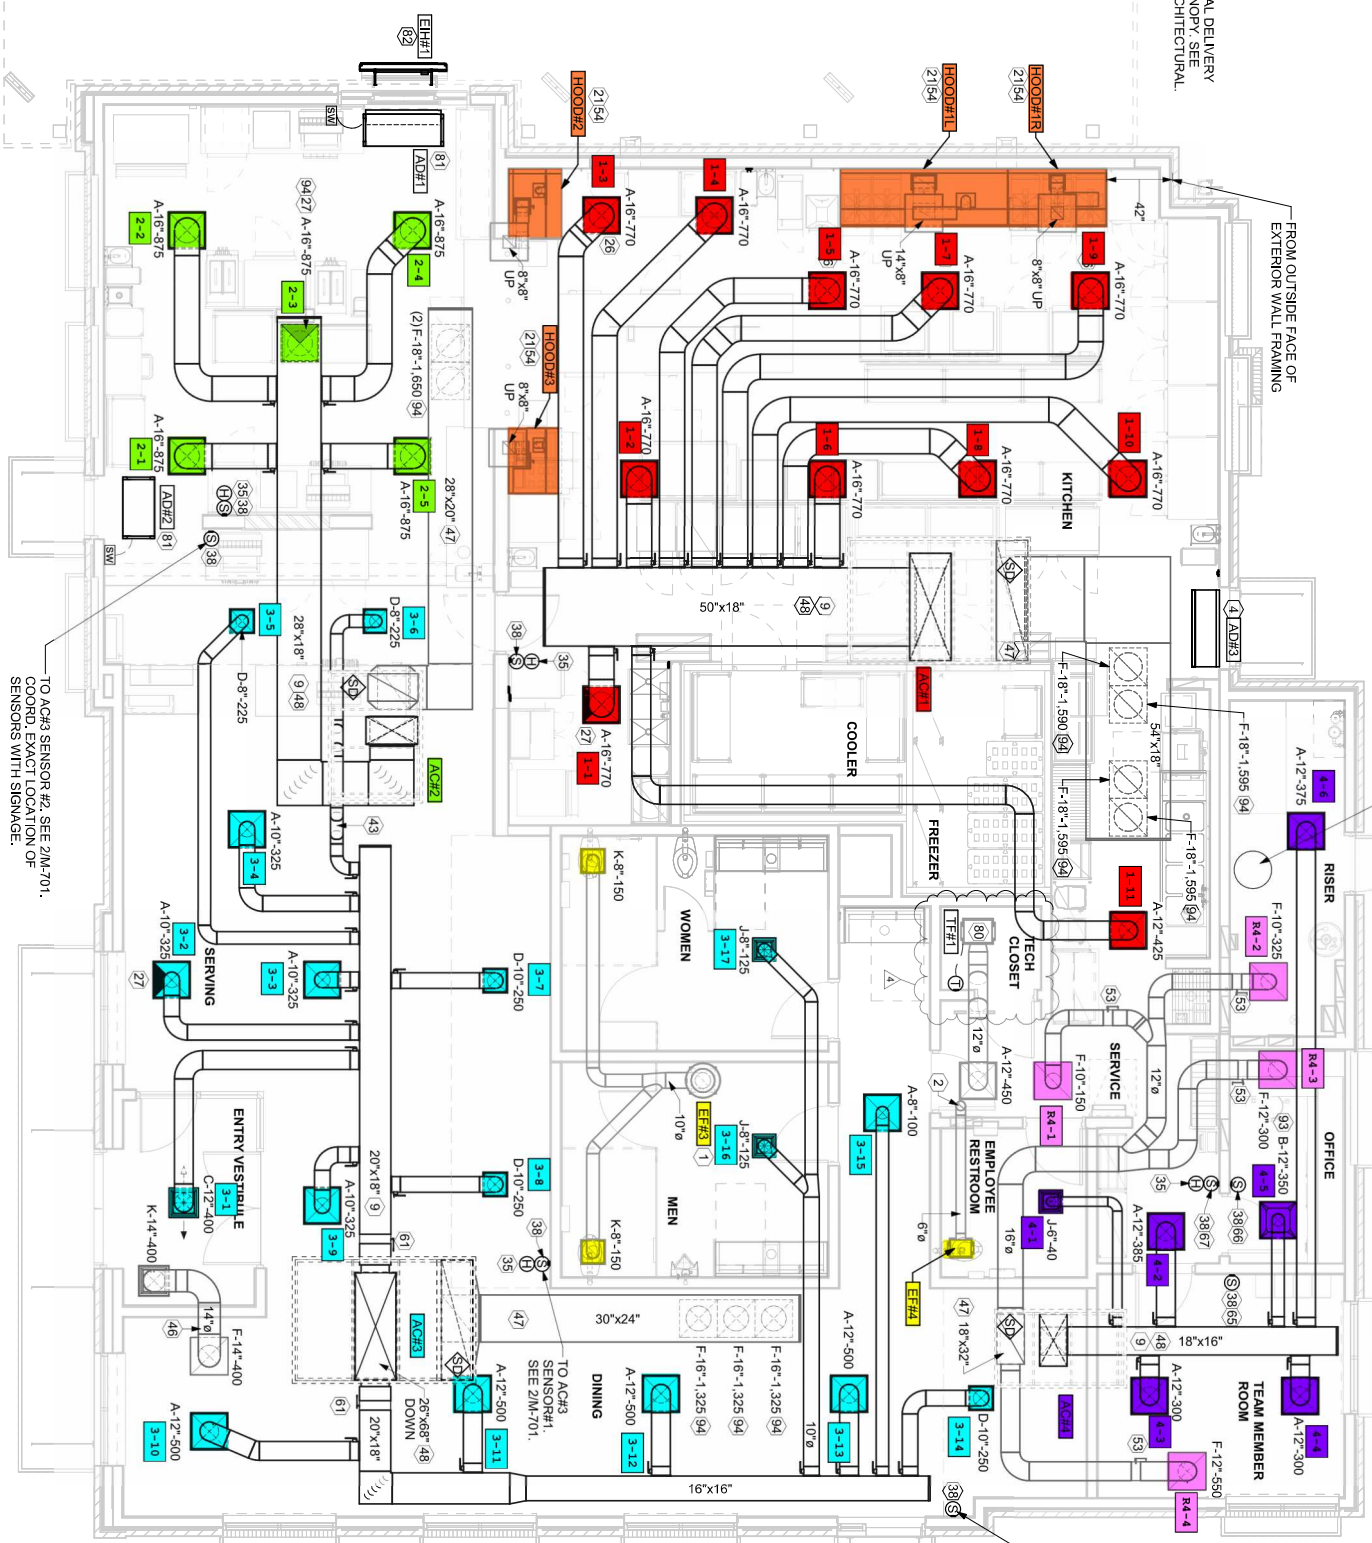 AL DELIVERY
NOPY. SEE
CHITECTURAL.
FROM OUTSIDE FACE OF
EXTERIOR WALL FRAMING
42"
EIH#1
82
SW
81
AD#1
HOOD#2
21 54
HOOD#1L
21 54
HOOD#1R
21 54
8"x8"
UP
14"x8"
UP
8"x8" UP
HOOD#3
21 54
8"x8"
UP
1-3
A-16"-770
26
1-4
A-16"-770
1-5
A-16"-770
1-7
A-16"-770
1-9
A-16"-770
1-2
A-16"-770
1-6
A-16"-770
1-8
A-16"-770
1-10
A-16"-770
KITCHEN
2-2
A-16"-875
94 27 A-16"-875
2-3
A-16"-875
2-4
2-1
A-16"-875
2-5
A-16"-875
(2)F-18"-1,650 94
28"x20" 47
AD#2 81
SW
35 38
H S
S 38
TO AC#3 SENSOR #2. SEE 2/M-701.
COORD. EXACT LOCATION OF
SENSORS WITH SIGNAGE.
50"x18"
9
48
SD
47
4 AD#3
AC#1
38
S H
35
27
A-16"-770
1-1
COOLER
FREEZER
F-18"-1,590 94
F-18"-1,595 94
54"x18"
F-18"-1,595 94
F-18"-1,595 94
1-11
A-12"-425
3-5
D-8"-225
3-6
D-8"-225
28"x18"
9 48
SD
AC#2
43
3-4
A-10"-325
3-2
A-10"-325
27
SERVING
3-3
A-10"-325
3-7
D-10"-250
3-8
D-10"-250
3-9
A-10"-325
20"x18" 9
61
ENTRY VESTIBULE
3-1
C-12"-400
K-14"-400
14"ø
46
F-14"-400
3-10
A-12"-500
K-8"-150
WOMEN
3-17
J-8"-125
EF#3 1
10"ø
3-16
J-8"-125
MEN
K-8"-150
38
S H
35
TO AC#3
SENSOR#1.
SEE 2/M-701.
AC#3
SD
26"x68" 48
DOWN
61
20"x18"
47
30"x24"
F-16"-1,325 94
F-16"-1,325 94
F-16"-1,325 94
A-12"-500
3-11
DINING
A-12"-500
3-12
A-12"-500
3-13
10"ø
16"x16"
D-10"-250
3-14
38 S
TECH
CLOSET
TF#1
80
T
4
12"ø
A-12"-450
2
A-8"-100
3-15
EMPLOYEE
RESTROOM
6"ø
EF#4
RISER
4-6
A-12"-375
R4-2
F-10"-325
53
53
SERVICE
F-10"-150
R4-1
12"ø
R4-3
F-12"-300
53
93 B-12"-350
4-5
OFFICE
35
H S
38 67
S
38 66
16"ø
4-1
J-6"-40
A-12"-385
4-2
S 38 65
47 18"x32"
SD
9 48
18"x16"
AC#4
A-12"-300
4-3
TEAM MEMBER
ROOM
A-12"-300
4-4
53
F-12"-550
R4-4